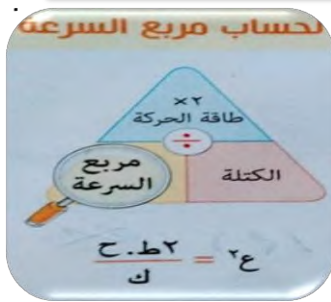 لحساب مربع السرعة
×٢
طاقة الحركة
÷
مربع
السرعة
الكتلة
ع٢ = ٢ط.ح
ك